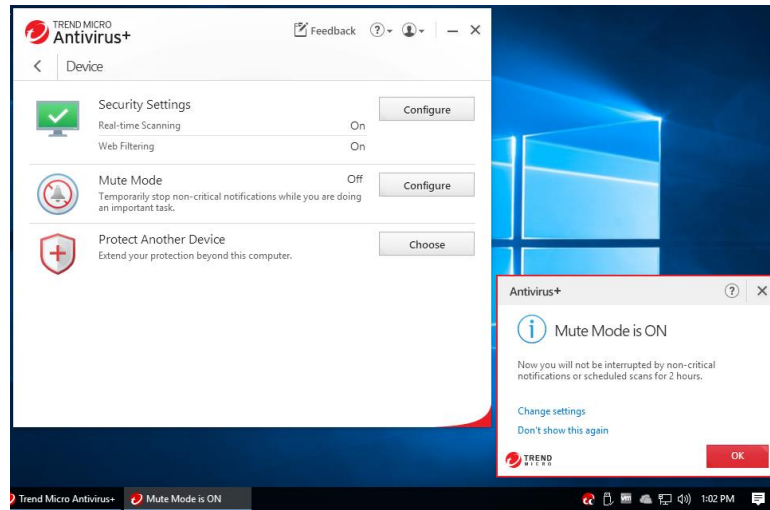 TREND MICRO
Antivirus+
Feedback
?
Device
Security Settings
Configure
Real-time Scanning On
Web Filtering On
Mute Mode Off
Configure
Temporarily stop non-critical notifications while you are doing
an important task.
Protect Another Device
Choose
Extend your protection beyond this computer.
Antivirus+ ?
i Mute Mode is ON
Now you will not be interrupted by non-critical
notifications or scheduled scans for 2 hours.
Change settings
Don't show this again
TREND
MICRO
OK
Trend Micro Antivirus+ Mute Mode is ON cc vm 1:02 PM